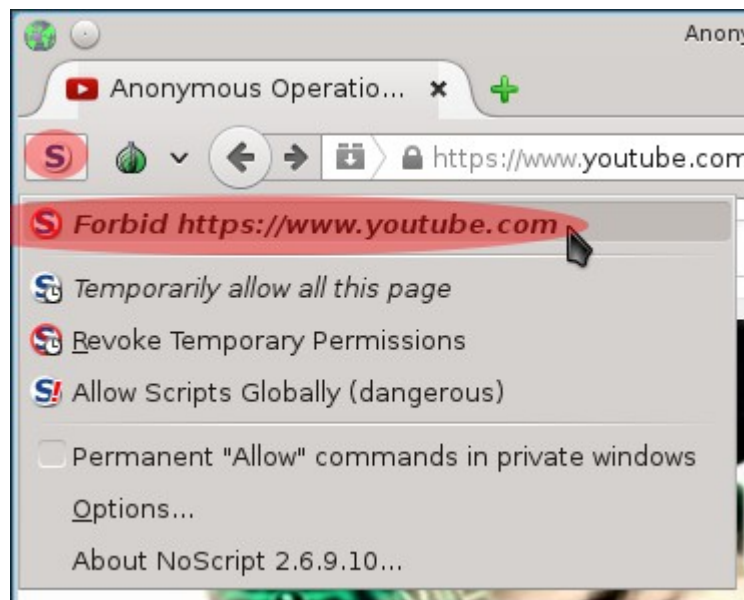 Anony
Anonymous Operatio...
https://www.youtube.com
Forbid https://www.youtube.com
Temporarily allow all this page
Revoke Temporary Permissions
Allow Scripts Globally (dangerous)
Permanent "Allow" commands in private windows
Options...
About NoScript 2.6.9.10...